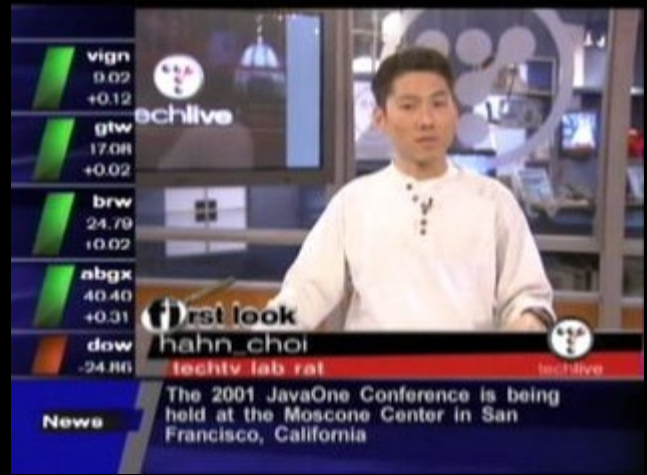 vign
9.02
+0.12
gtw
17.08
+0.02
brw
24.79
+0.02
abgx
40.40
+0.31
dow
-24.86
echlive
first look
hahn_choi
techtv lab rat
techlive
News
The 2001 JavaOne Conference is being
held at the Moscone Center in San
Francisco, California